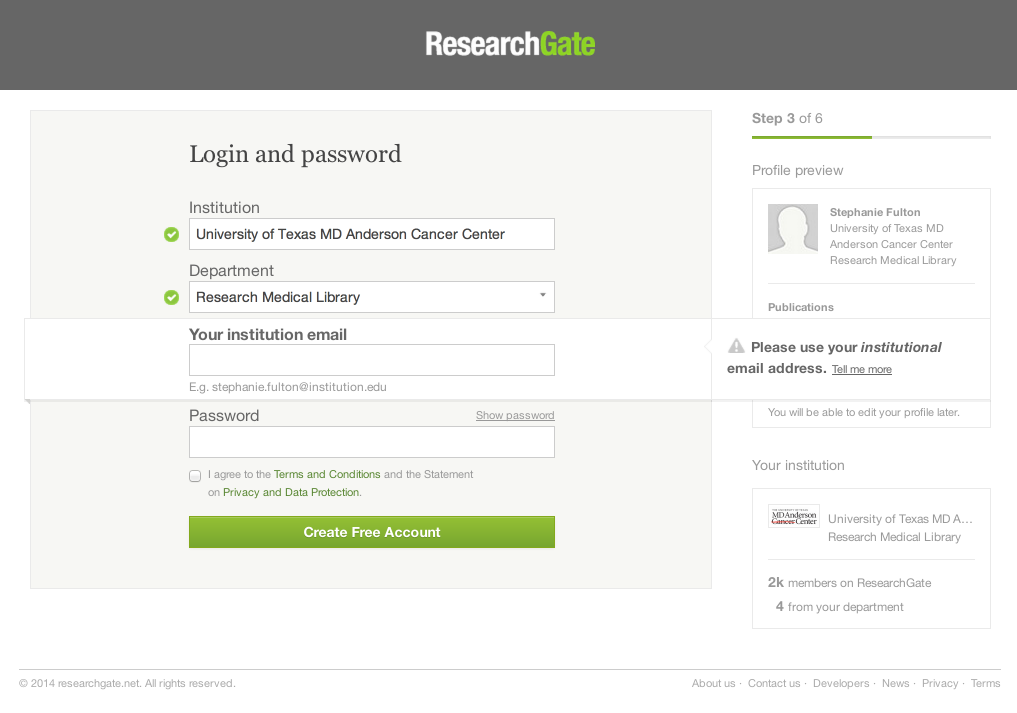 ResearchGate
Login and password
Institution
University of Texas MD Anderson Cancer Center
Department
Research Medical Library
Your institution email
E.g. stephanie.fulton@institution.edu
Password
Show password
I agree to the Terms and Conditions and the Statement
on Privacy and Data Protection.
Create Free Account
Step 3 of 6
Profile preview
Stephanie Fulton
University of Texas MD
Anderson Cancer Center
Research Medical Library
Publications
Please use your institutional
email address. Tell me more
You will be able to edit your profile later.
Your institution
THE UNIVERSITY OF TEXAS
MD Anderson
Cancer Center
University of Texas MD A...
Research Medical Library
2k members on ResearchGate
4 from your department
© 2014 researchgate.net. All rights reserved.
About us · Contact us · Developers · News · Privacy · Terms